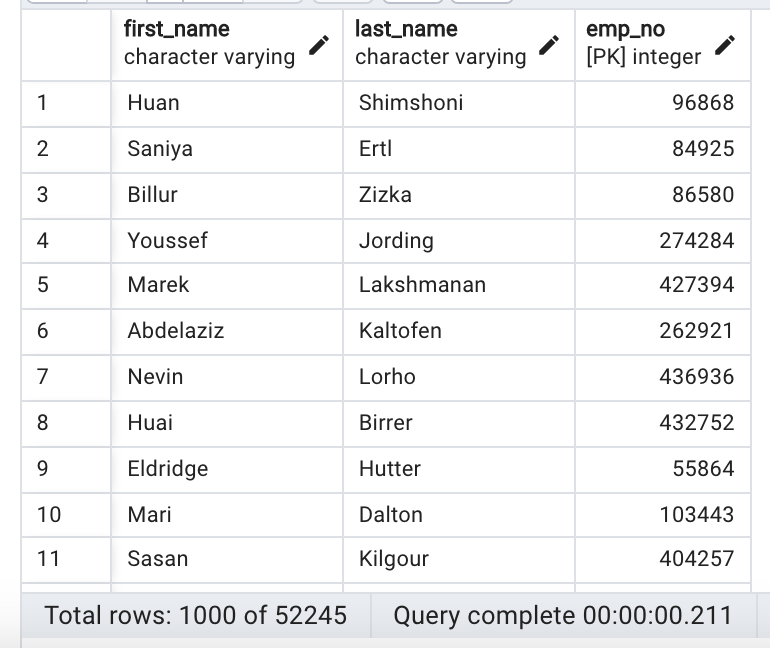 first_name last_name emp_no
character varying character varying [PK] integer
1 Huan Shimshoni 96868
2 Saniya Ertl 84925
3 Billur Zizka 86580
4 Youssef Jording 274284
5 Marek Lakshmanan 427394
6 Abdelaziz Kaltofen 262921
7 Nevin Lorho 436936
8 Huai Birrer 432752
9 Eldridge Hutter 55864
10 Mari Dalton 103443
11 Sasan Kilgour 404257
Total rows: 1000 of 52245 Query complete 00:00:00.211